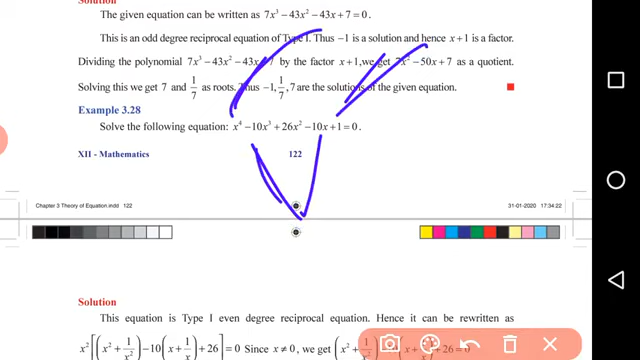 Solution
The given equation can be written as 7x³ − 43x² − 43x + 7 = 0.
This is an odd degree reciprocal equation of Type I. Thus −1 is a solution and hence x + 1 is a factor.
Dividing the polynomial 7x³ − 43x² − 43x + 7 by the factor x + 1, we get 7x² − 50x + 7 as a quotient.
Solving this we get 7 and 1/7 as roots. Thus −1, 1/7, 7 are the solutions of the given equation.
Example 3.28
Solve the following equation: x⁴ − 10x³ + 26x² − 10x + 1 = 0.
XII - Mathematics 122
Chapter 3 Theory of Equation.indd 122 31-01-2020 17:34:22
Solution
This equation is Type I even degree reciprocal equation. Hence it can be rewritten as
x²[(x² + 1/x²) − 10(x + 1/x) + 26] = 0 Since x ≠ 0, we get (x² + 1/x²) x + 26 = 0